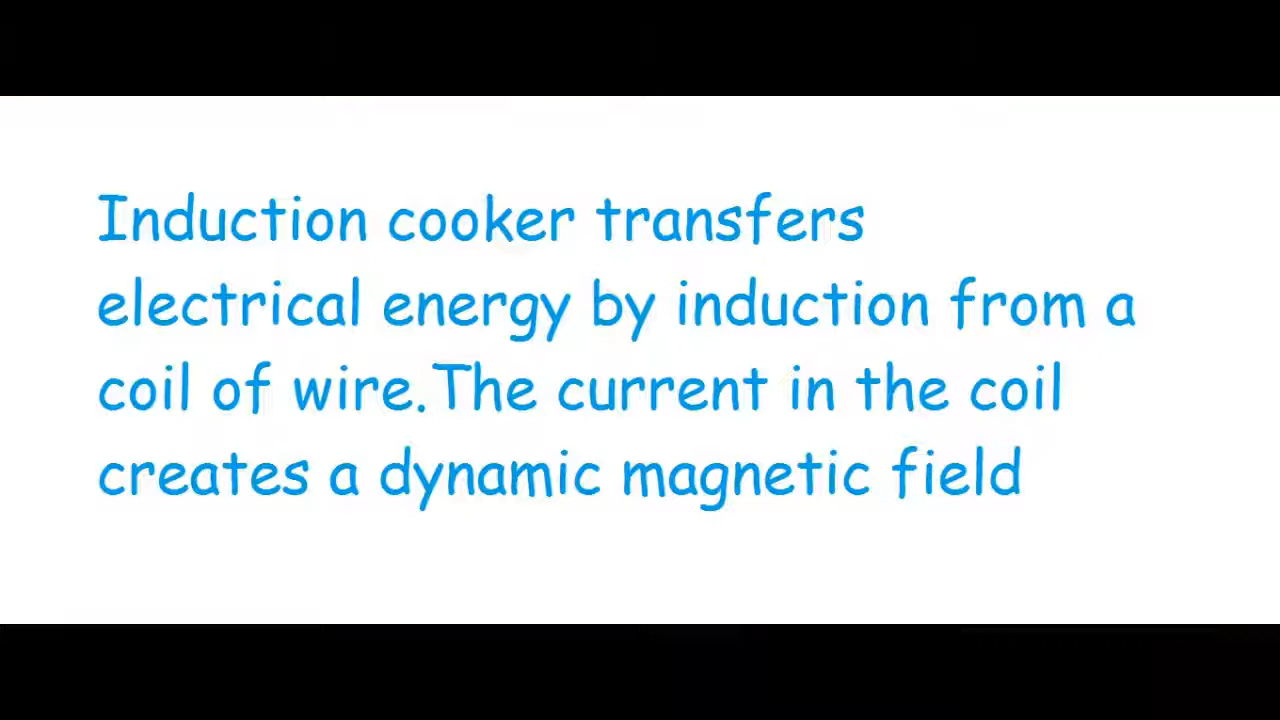 Induction cooker transfers
electrical energy by induction from a
coil of wire.The current in the coil
creates a dynamic magnetic field